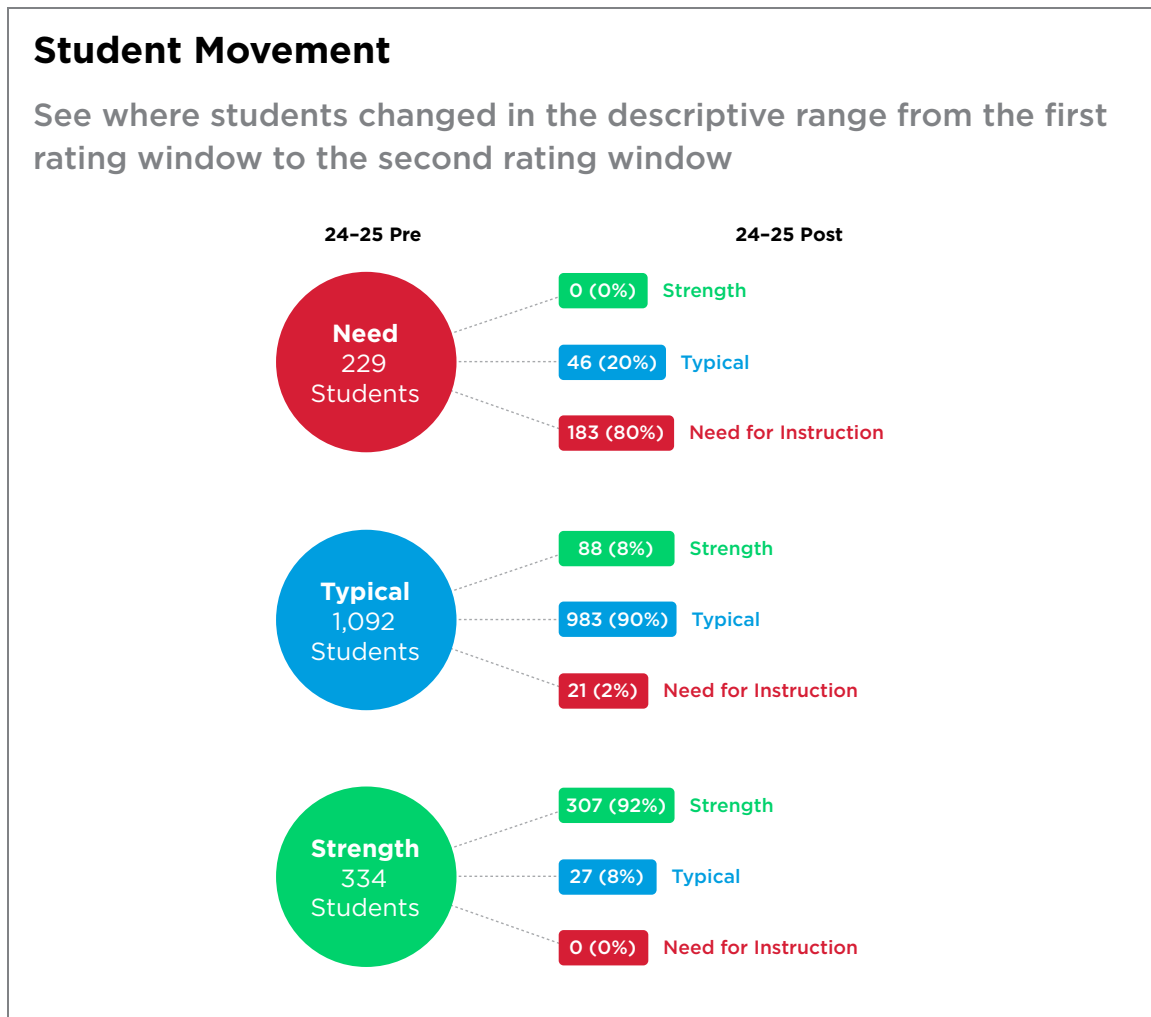 Student Movement
See where students changed in the descriptive range from the first
rating window to the second rating window
24–25 Pre
24–25 Post
Need
229
Students
0 (0%) Strength
46 (20%) Typical
183 (80%) Need for Instruction
Typical
1,092
Students
88 (8%) Strength
983 (90%) Typical
21 (2%) Need for Instruction
Strength
334
Students
307 (92%) Strength
27 (8%) Typical
0 (0%) Need for Instruction